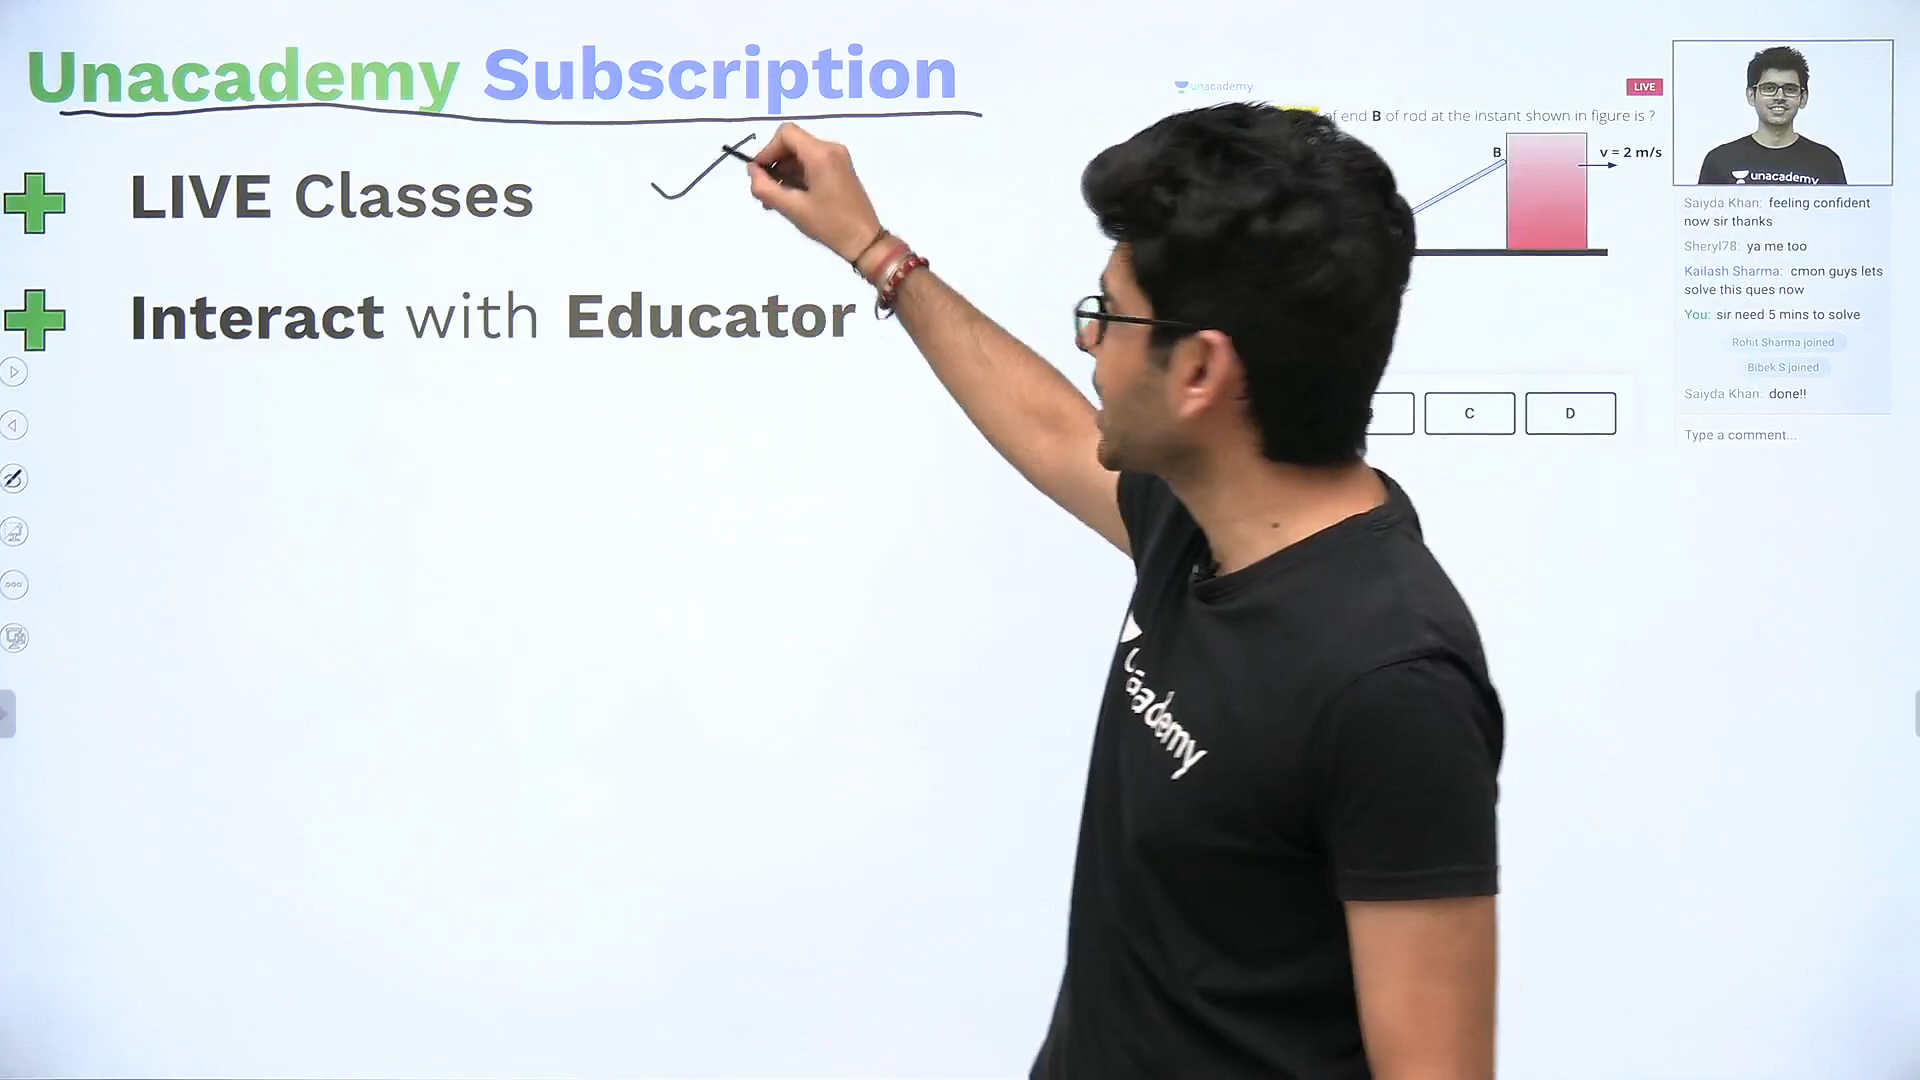 Unacademy Subscription
LIVE Classes
Interact with Educator
unacademy
LIVE
of end B of rod at the instant shown in figure is ?
B
v = 2 m/s
C
D
unacademy
Saiyda Khan: feeling confident
now sir thanks
Sheryl78: ya me too
Kailash Sharma: cmon guys lets
solve this ques now
You: sir need 5 mins to solve
Rohit Sharma joined
Bibek S joined
Saiyda Khan: done!!
Type a comment...